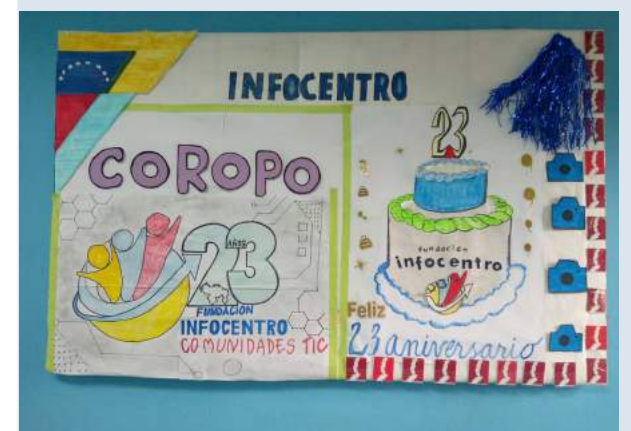 INFOCENTRO
COROPO
23
AÑOS
FUNDACIÓN
INFOCENTRO
COMUNIDADES TIC
23
fundación
infocentro
Feliz
23 aniversario